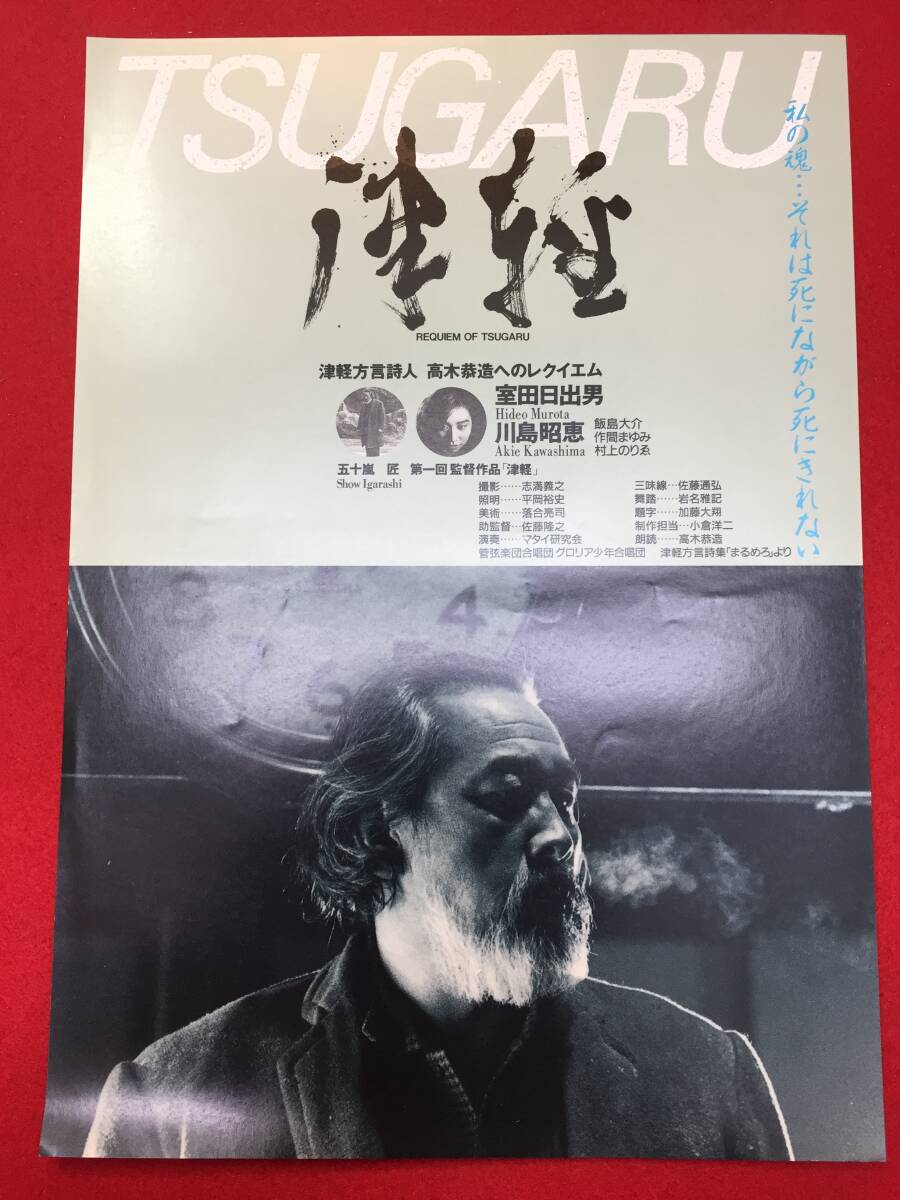 TSUGARU
津軽
REQUIEM OF TSUGARU
私の魂…それは死にながら死にきれない
津軽方言詩人 高木恭造へのレクイエム
室田日出男
Hideo Murota
川島昭恵
Akie Kawashima
飯島大介
作間まゆみ
村上のりゑ
五十嵐 匠 第一回監督作品「津軽」
Show Igarashi
撮影……志満義之
照明……平岡裕史
美術……落合亮司
助監督…佐藤隆之
演奏……マタイ研究会
管弦楽団合唱団 グロリア少年合唱団
三味線…佐藤通弘
舞踏……岩名雅記
題字……加藤大翔
制作担当…小倉洋二
朗読……高木恭造
津軽方言詩集「まるめろ」より
4